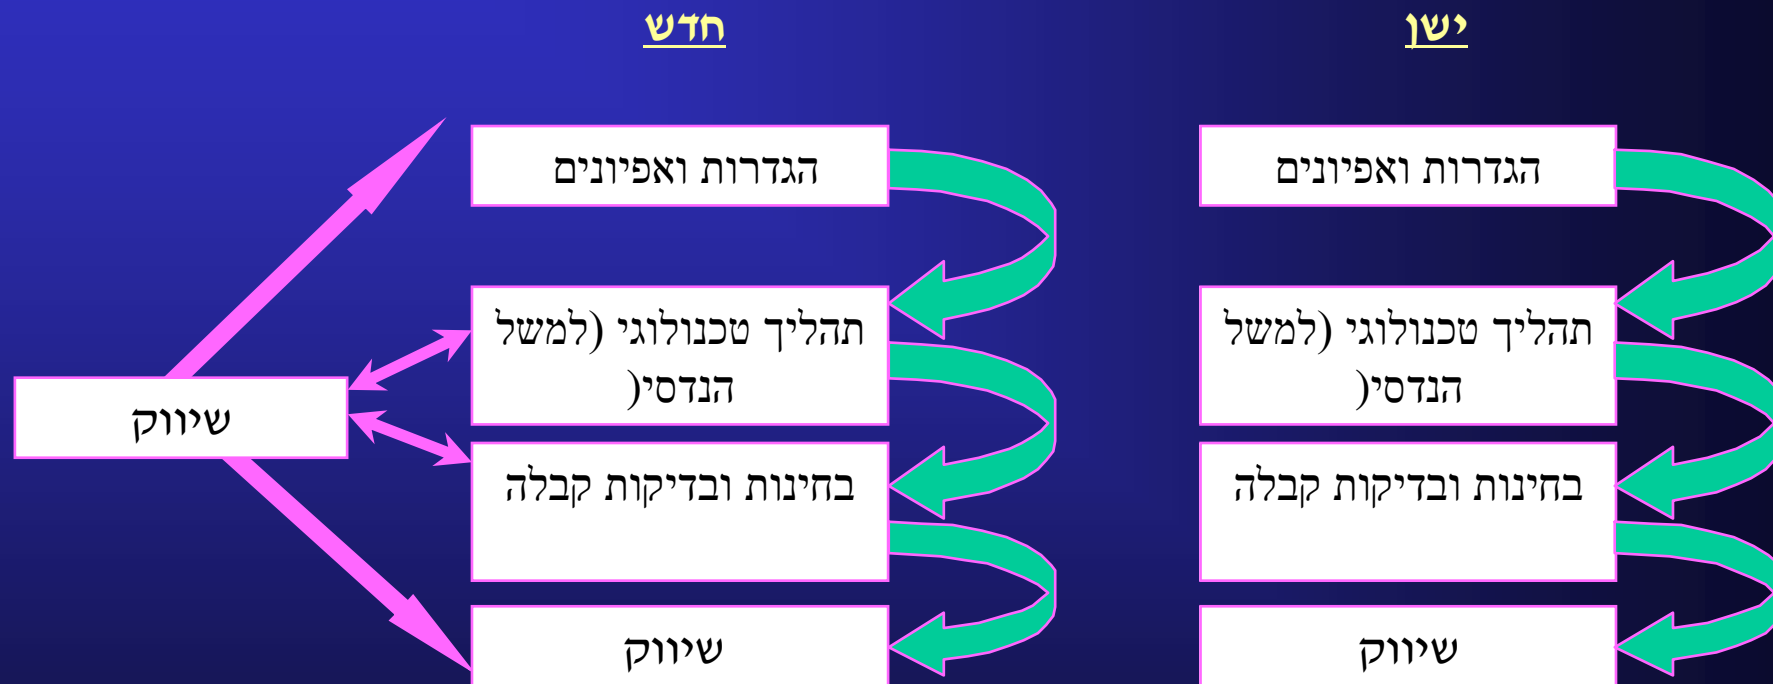 ישן
הגדרות ואפיונים
תהליך טכנולוגי (למשל
הנדסי(
בחינות ובדיקות קבלה
שיווק
חדש
הגדרות ואפיונים
תהליך טכנולוגי (למשל
הנדסי(
בחינות ובדיקות קבלה
שיווק
שיווק